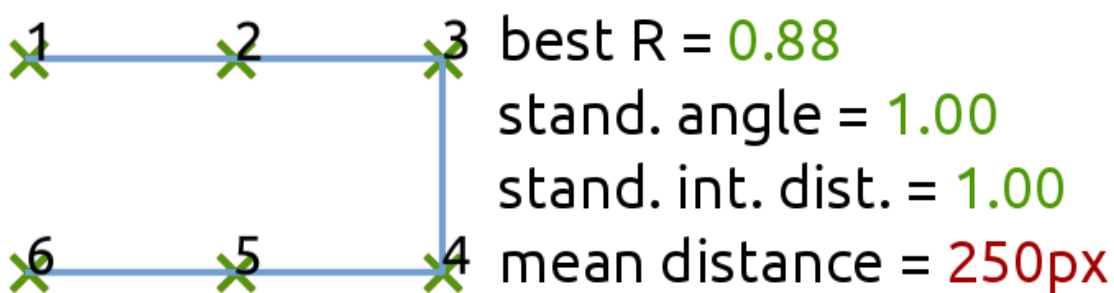 1 2 3
best R = 0.88
stand. angle = 1.00
stand. int. dist. = 1.00
6 5 4
mean distance = 250px